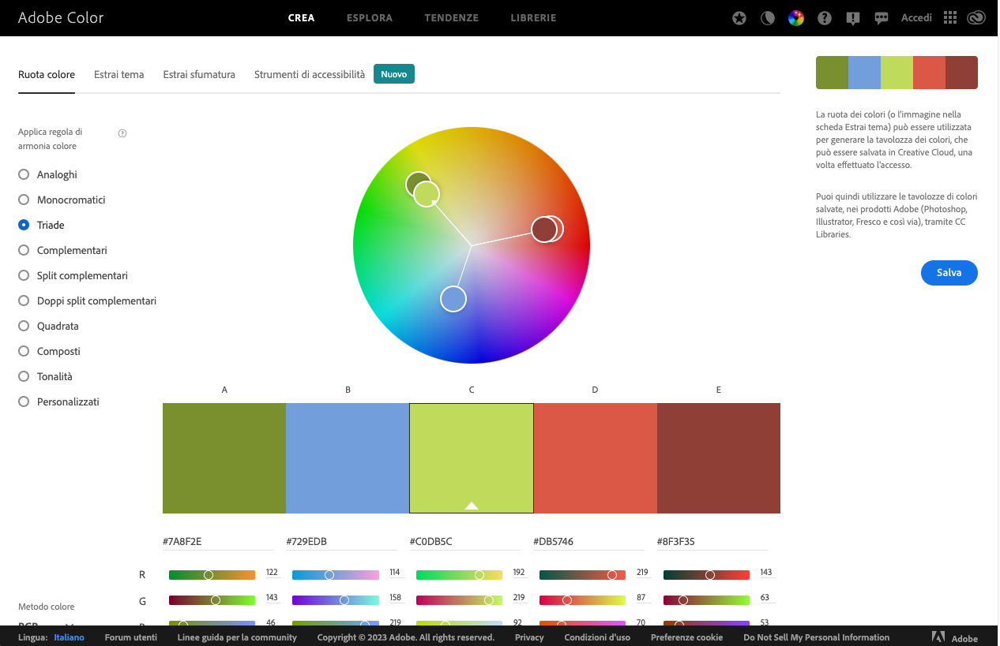 Adobe Color
CREA ESPLORA TENDENZE LIBRERIE
Accedi
Ruota colore Estrai tema Estrai sfumatura Strumenti di accessibilità Nuovo
Applica regola di
armonia colore
Analoghi
Monocromatici
Triade
Complementari
Split complementari
Doppi split complementari
Quadrata
Composti
Tonalità
Personalizzati
La ruota dei colori (o l'immagine nella
scheda Estrai tema) può essere utilizzata
per generare la tavolozza dei colori, che
può essere salvata in Creative Cloud, una
volta effettuato l'accesso.
Puoi quindi utilizzare le tavolozze di colori
salvate, nei prodotti Adobe (Photoshop,
Illustrator, Fresco e così via), tramite CC
Libraries.
Salva
A B C D E
#7A8F2E #729EDB #C0DB5C #DB5746 #8F3F35
R 122 114 192 219 143
G 143 158 219 87 63
46 219 92 70 53
Metodo colore
RGB
Lingua: Italiano Forum utenti Linee guida per la community Copyright © 2023 Adobe. All rights reserved. Privacy Condizioni d'uso Preferenze cookie Do Not Sell My Personal Information Adobe